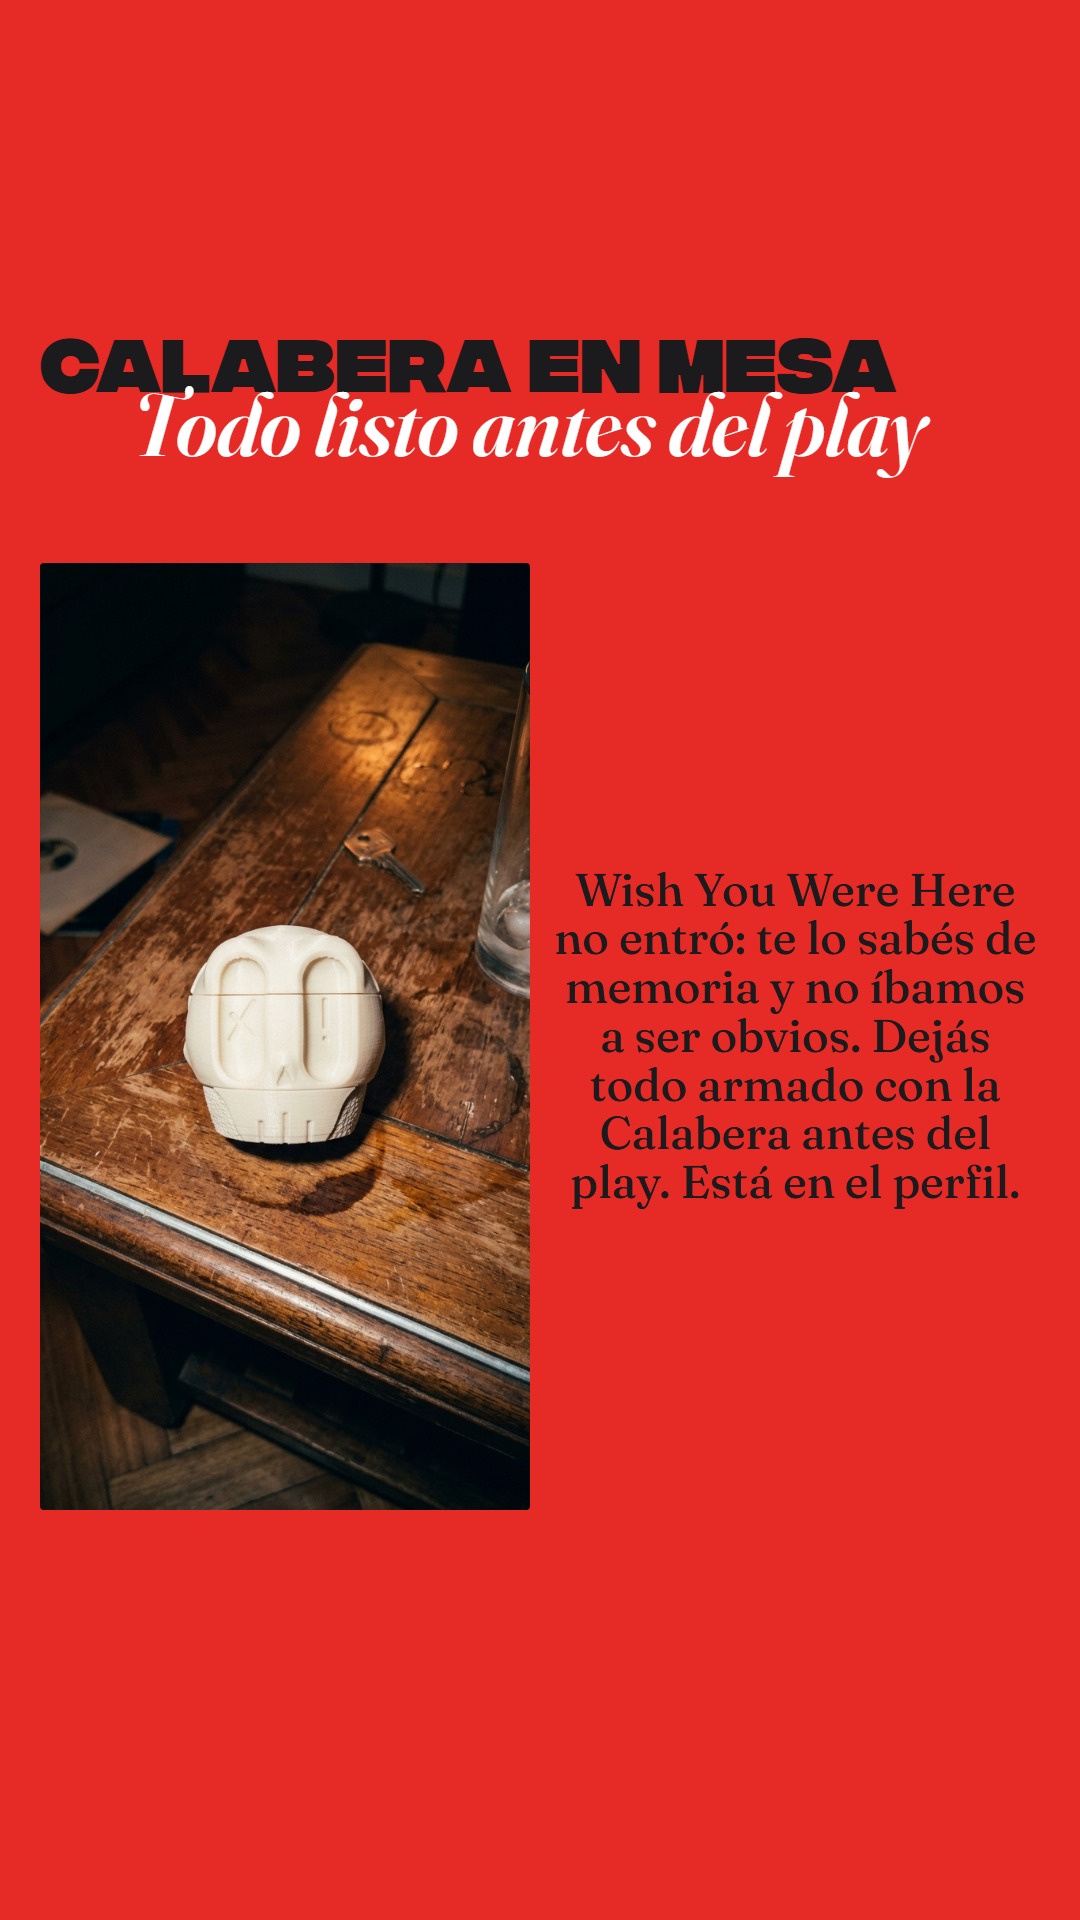 CALABERA EN MESA
Todo listo antes del play
Wish You Were Here
no entró: te lo sabés de
memoria y no íbamos
a ser obvios. Dejás
todo armado con la
Calabera antes del
play. Está en el perfil.